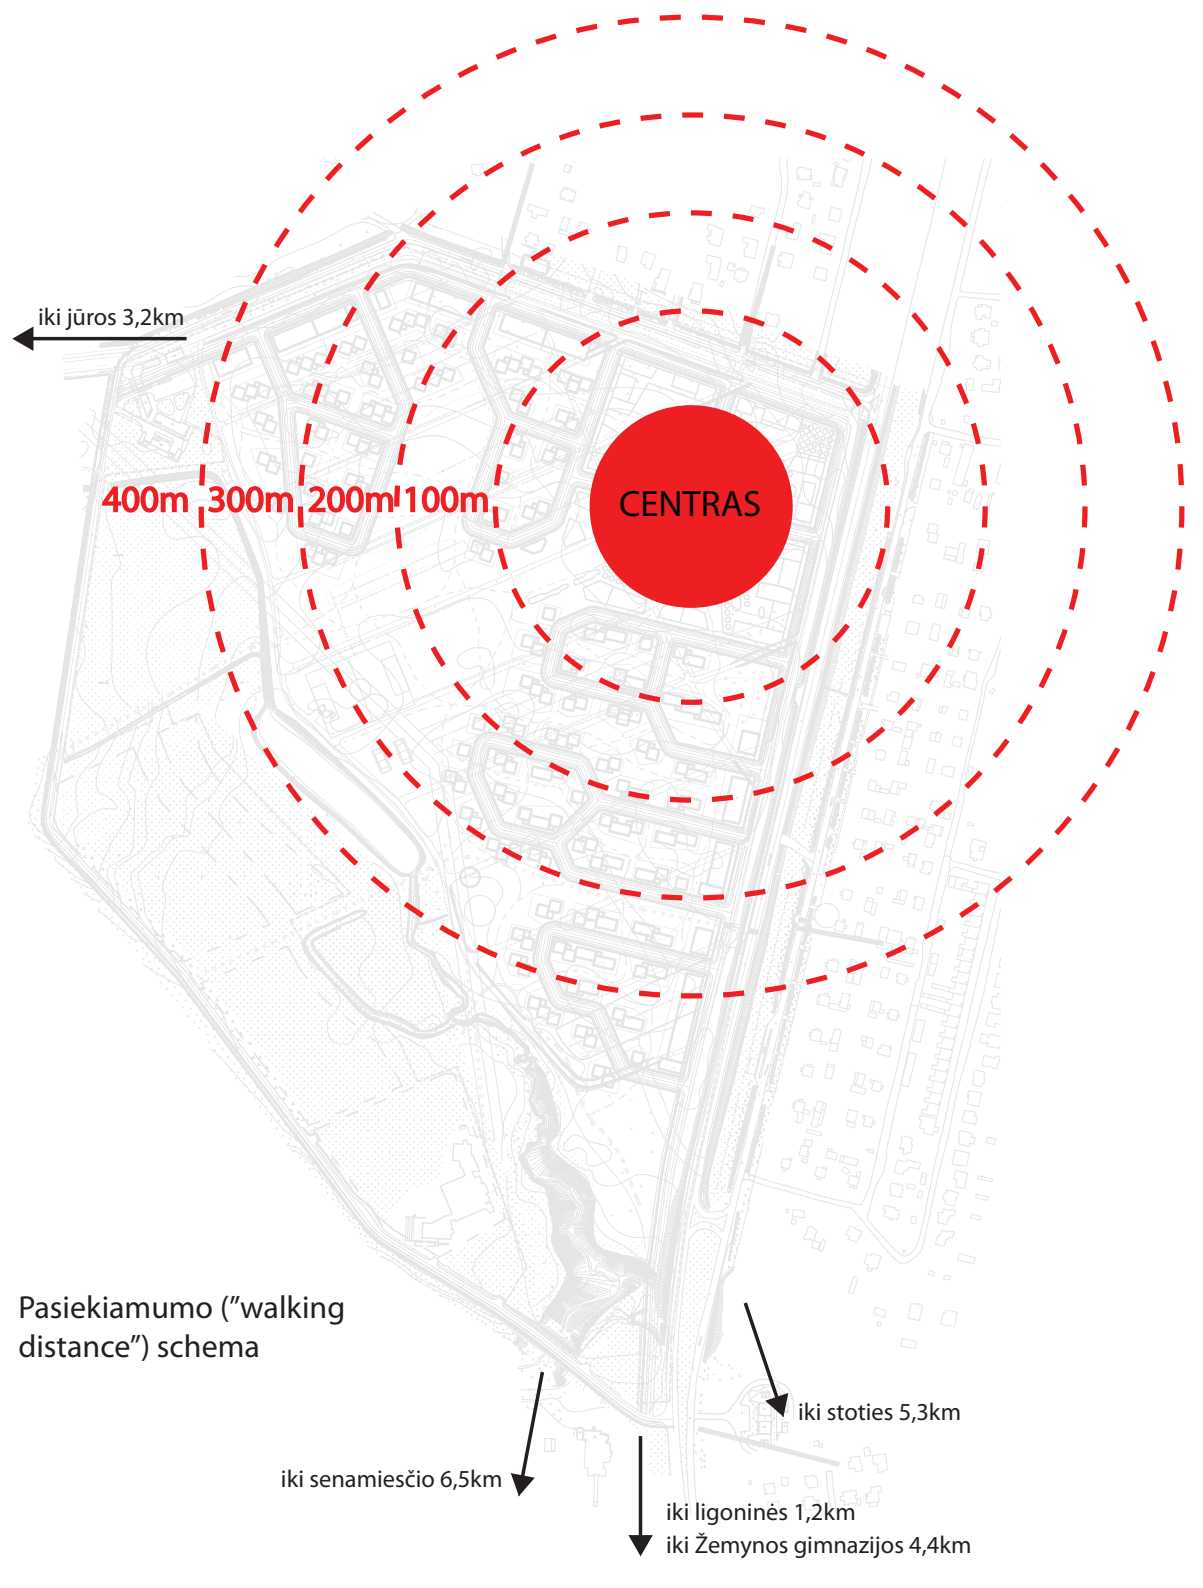 iki jūros 3,2km
400m 300m 200m 100m
CENTRAS
Pasiekiamumo ("walking
distance") schema
iki stoties 5,3km
iki senamiesčio 6,5km
iki ligoninės 1,2km
iki Žemynos gimnazijos 4,4km